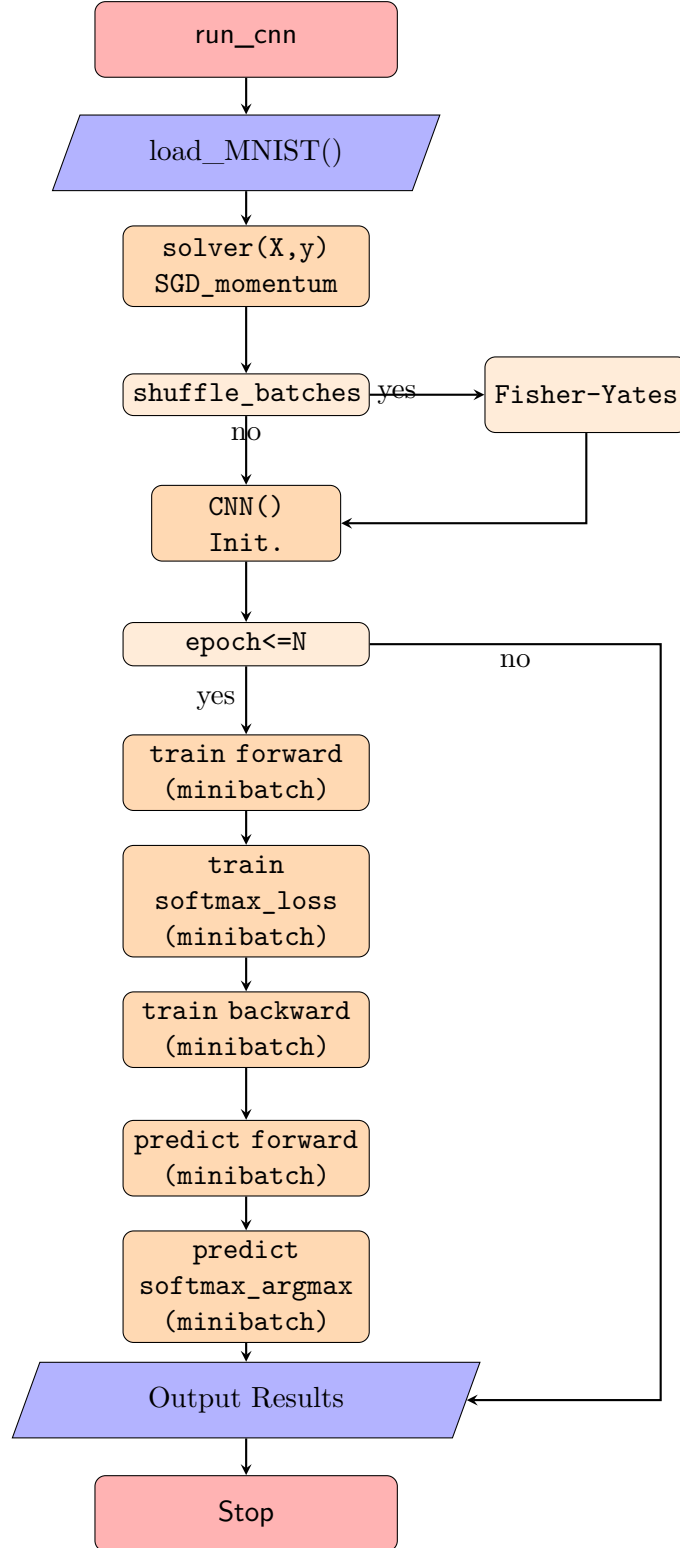 run_cnn
load_MNIST()
solver(X,y)
SGD_momentum
shuffle_batches
yes
Fisher-Yates
no
CNN()
Init.
epoch<=N
no
yes
train forward
(minibatch)
train
softmax_loss
(minibatch)
train backward
(minibatch)
predict forward
(minibatch)
predict
softmax_argmax
(minibatch)
Output Results
Stop